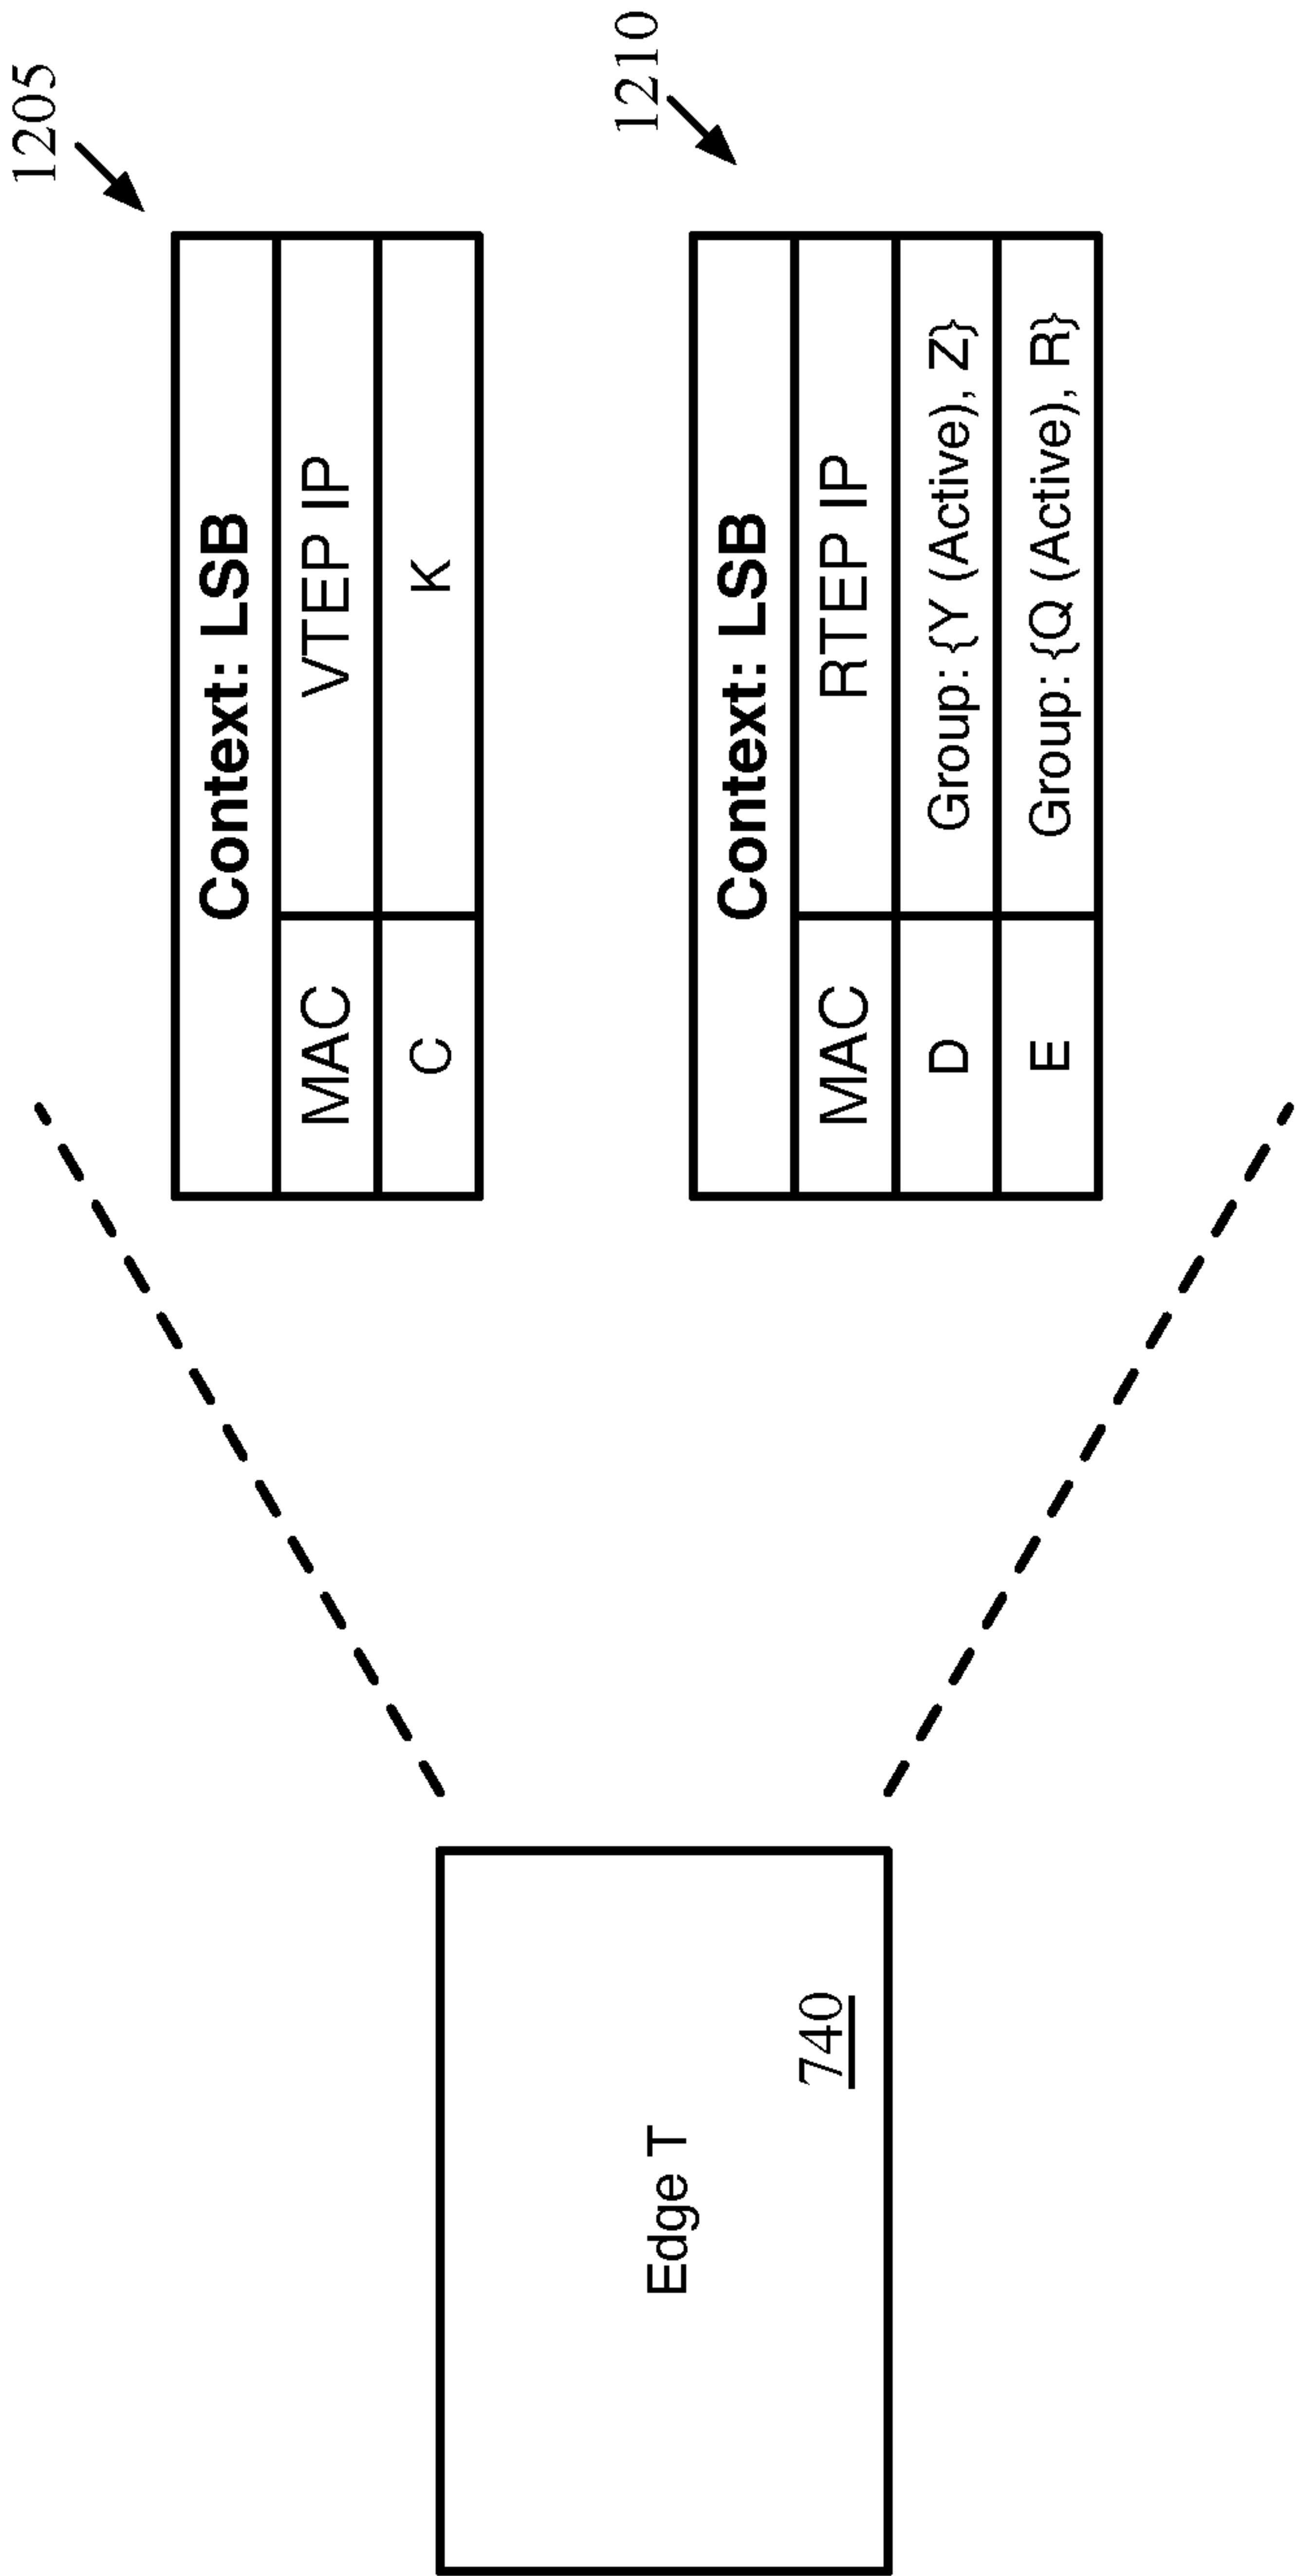 1205
Context: LSB
MAC VTEP IP
C K
1210
Context: LSB
MAC RTEP IP
D Group: {Y (Active), Z}
E Group: {Q (Active), R}
Edge T
740